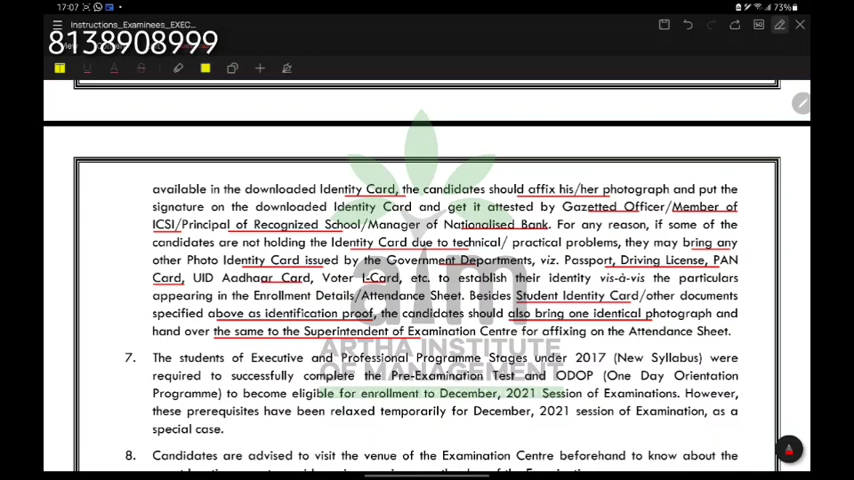 17:07
73%
Instructions_Examinees_EXEC...
8138908999
available in the downloaded Identity Card, the candidates should affix his/her photograph and put the
signature on the downloaded Identity Card and get it attested by Gazetted Officer/Member of
ICSI/Principal of Recognized School/Manager of Nationalised Bank. For any reason, if some of the
candidates are not holding the Identity Card due to technical/ practical problems, they may bring any
other Photo Identity Card issued by the Government Departments, viz. Passport, Driving License, PAN
Card, UID Aadhaar Card, Voter I-Card, etc. to establish their identity vis-à-vis the particulars
appearing in the Enrollment Details/Attendance Sheet. Besides Student Identity Card/other documents
specified above as identification proof, the candidates should also bring one identical photograph and
hand over the same to the Superintendent of Examination Centre for affixing on the Attendance Sheet.
aim
ARTHA INSTITUTE
OF MANAGEMENT
7. The students of Executive and Professional Programme Stages under 2017 (New Syllabus) were
required to successfully complete the Pre-Examination Test and ODOP (One Day Orientation
Programme) to become eligible for enrollment to December, 2021 Session of Examinations. However,
these prerequisites have been relaxed temporarily for December, 2021 session of Examination, as a
special case.
8. Candidates are advised to visit the venue of the Examination Centre beforehand to know about the